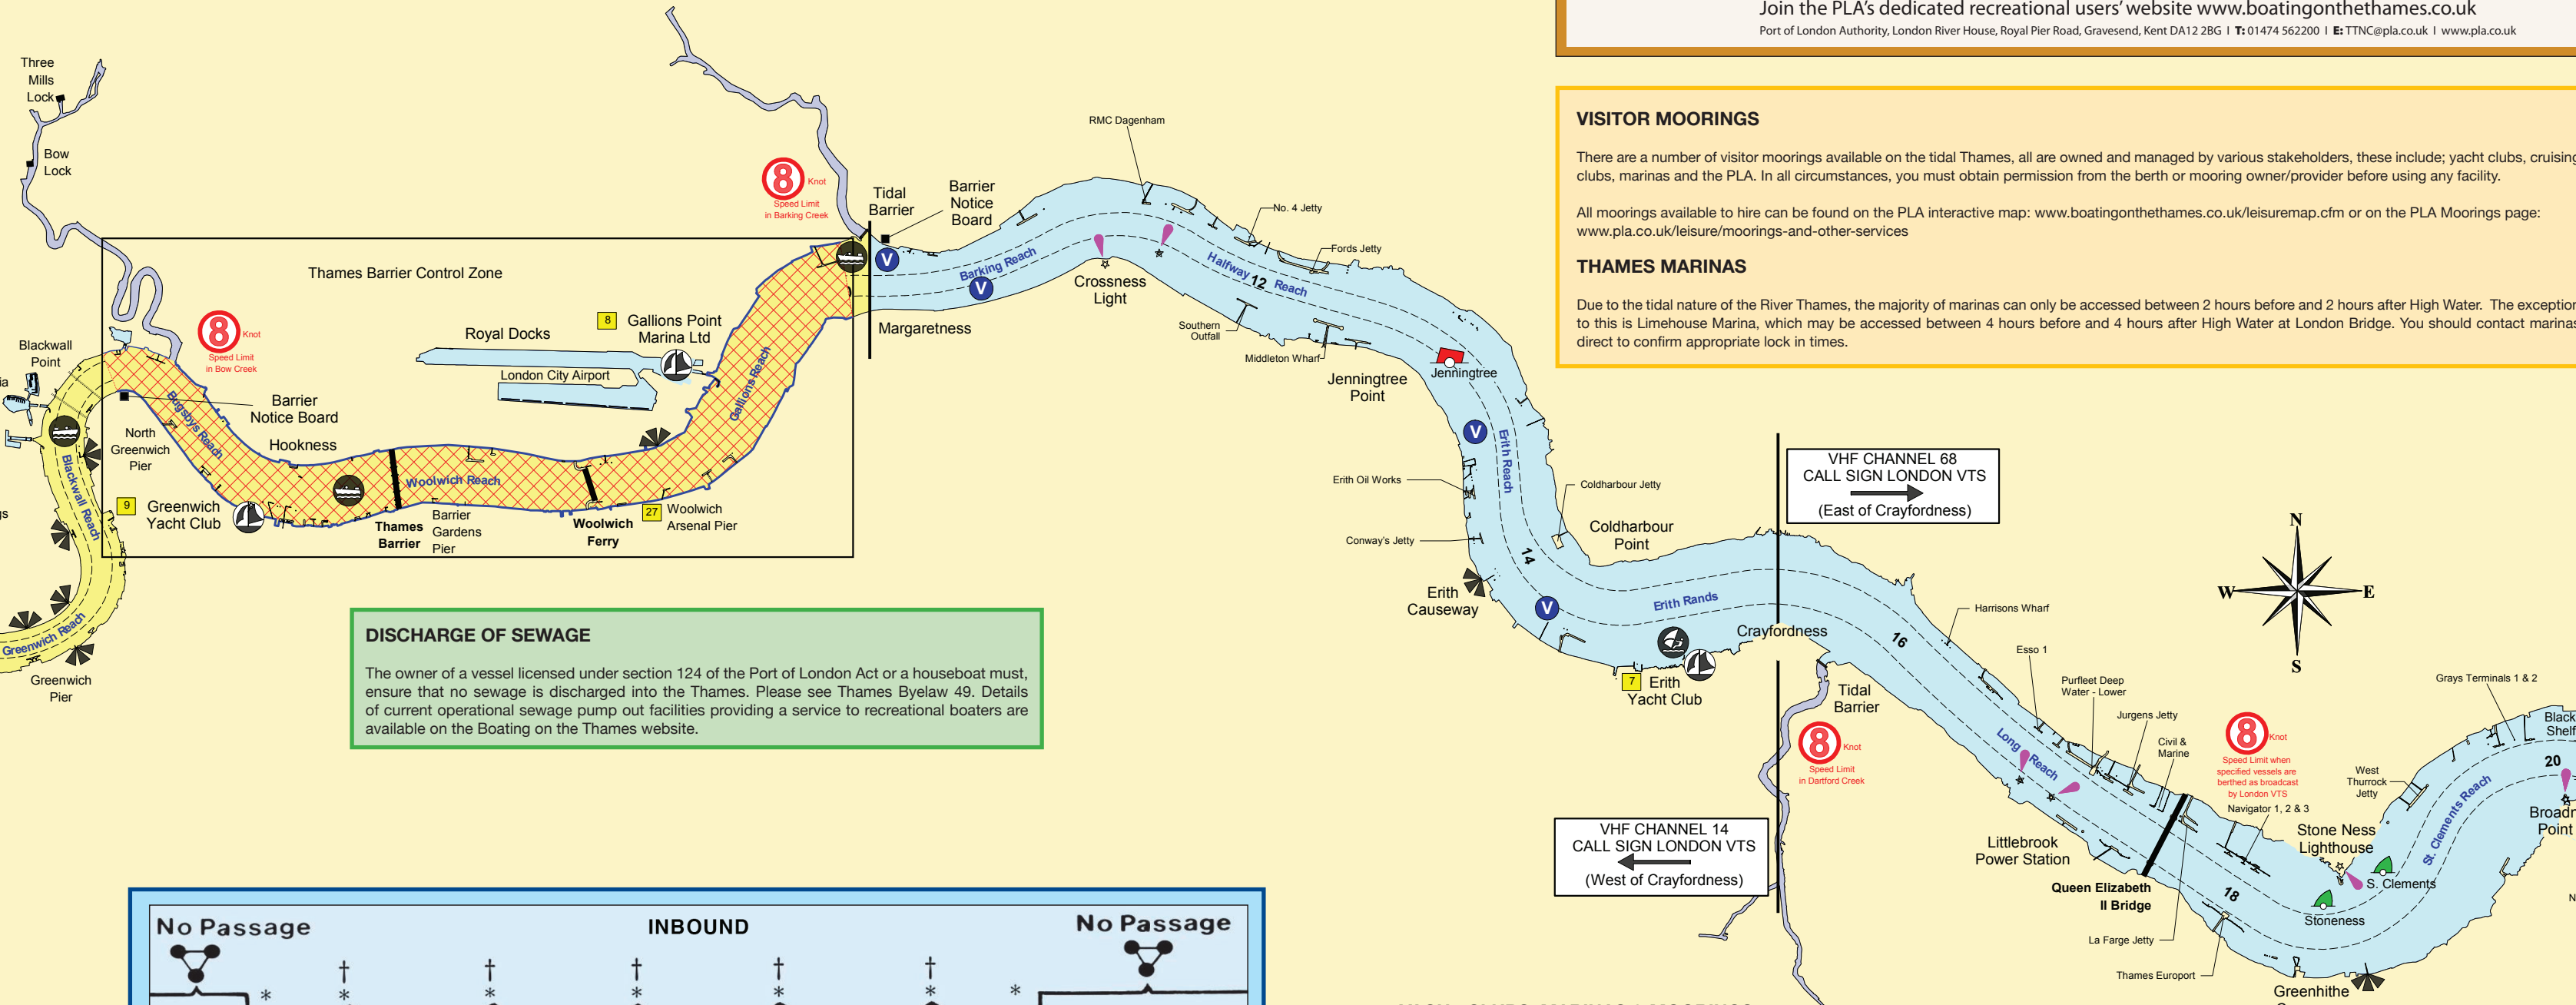 Join the PLA's dedicated recreational users' website www.boatingonthethames.co.uk
Port of London Authority, London River House, Royal Pier Road, Gravesend, Kent DA12 2BG I T: 01474 562200 I E: TTNC@pla.co.uk I www.pla.co.uk
VISITOR MOORINGS
There are a number of visitor moorings available on the tidal Thames, all are owned and managed by various stakeholders, these include; yacht clubs, cruising
clubs, marinas and the PLA. In all circumstances, you must obtain permission from the berth or mooring owner/provider before using any facility.
All moorings available to hire can be found on the PLA interactive map: www.boatingonthethames.co.uk/leisuremap.cfm or on the PLA Moorings page:
www.pla.co.uk/leisure/moorings-and-other-services
THAMES MARINAS
Due to the tidal nature of the River Thames, the majority of marinas can only be accessed between 2 hours before and 2 hours after High Water. The exception
to this is Limehouse Marina, which may be accessed between 4 hours before and 4 hours after High Water at London Bridge. You should contact marinas
direct to confirm appropriate lock in times.
Three
Mills
Lock
Bow
Lock
Thames Barrier Control Zone
8 Knot
Speed Limit
in Bow Creek
8 Knot
Speed Limit
in Barking Creek
Tidal
Barrier
Barrier
Notice
Board
RMC Dagenham
No. 4 Jetty
Fords Jetty
Blackwall
Point
Royal Docks
8
Gallions Point
Marina Ltd
London City Airport
Margaretness
V
V
Barking Reach
Crossness
Light
Halfway 12 Reach
Southern
Outfall
Middleton Wharf
Jenningtree
Point
Jenningtree
Barrier
Notice Board
North
Greenwich
Pier
Hookness
Bugsbys Reach
Gallions Reach
Blackwall Reach
Woolwich Reach
9
Greenwich
Yacht Club
Thames
Barrier
Barrier
Gardens
Pier
Woolwich
Ferry
27
Woolwich
Arsenal Pier
Greenwich Reach
Greenwich
Pier
V
Erith Reach
Erith Oil Works
Coldharbour Jetty
Conway's Jetty
Coldharbour
Point
14
Erith
Causeway
V
Erith Rands
Crayfordness
7
Erith
Yacht Club
VHF CHANNEL 68
CALL SIGN LONDON VTS
(East of Crayfordness)
N
W
E
S
16
Harrisons Wharf
Esso 1
Purfleet Deep
Water - Lower
Jurgens Jetty
Civil &
Marine
Tidal
Barrier
8 Knot
Speed Limit
in Dartford Creek
Long Reach
8 Knot
Speed Limit when
specified vessels are
berthed as broadcast
by London VTS
Navigator 1, 2 & 3
Grays Terminals 1 & 2
Black
Shelf
20
West
Thurrock
Jetty
St. Clements Reach
Stone Ness
Lighthouse
S. Clements
Stoneness
Point
Littlebrook
Power Station
Queen Elizabeth
II Bridge
18
La Farge Jetty
Thames Europort
Greenhithe
VHF CHANNEL 14
CALL SIGN LONDON VTS
(West of Crayfordness)
DISCHARGE OF SEWAGE
The owner of a vessel licensed under section 124 of the Port of London Act or a houseboat must,
ensure that no sewage is discharged into the Thames. Please see Thames Byelaw 49. Details
of current operational sewage pump out facilities providing a service to recreational boaters are
available on the Boating on the Thames website.
No Passage
INBOUND
No Passage